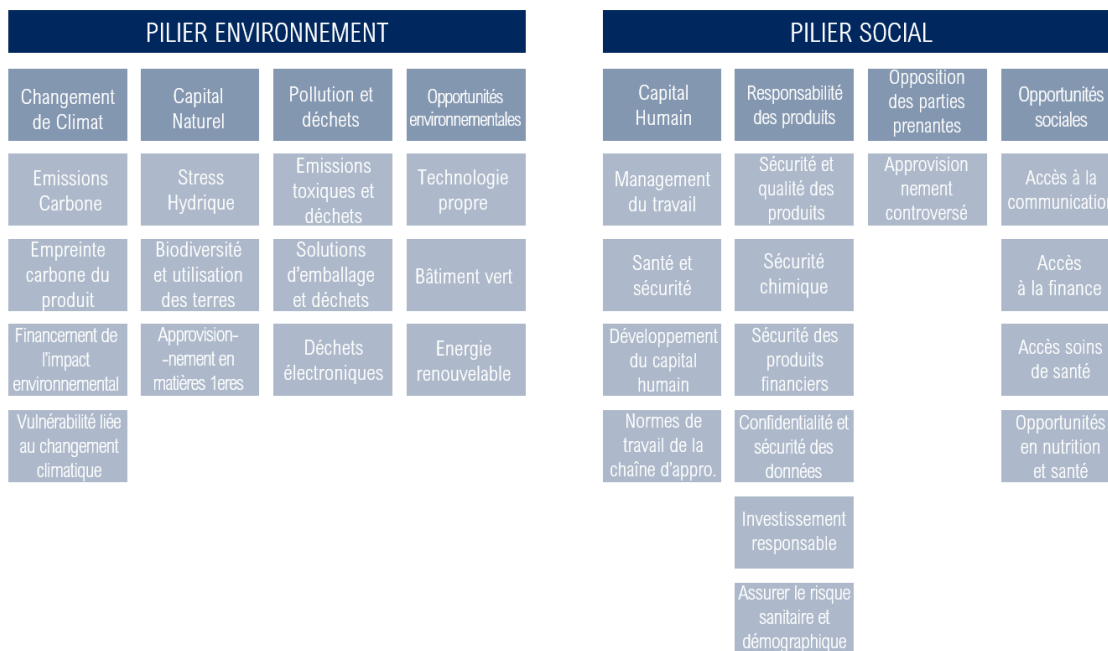 PILIER ENVIRONNEMENT
Changement
de Climat
Emissions
Carbone
Empreinte
carbone du
produit
Financement de
l'impact
environnemental
Vulnérabilité liée
au changement
climatique
Capital
Naturel
Stress
Hydrique
Biodiversité
et utilisation
des terres
Approvision-
-nement en
matières 1eres
Pollution et
déchets
Emissions
toxiques et
déchets
Solutions
d'emballage
et déchets
Déchets
électroniques
Opportunités
environnementales
Technologie
propre
Bâtiment vert
Energie
renouvelable
PILIER SOCIAL
Capital
Humain
Management
du travail
Santé et
sécurité
Développement
du capital
humain
Normes de
travail de la
chaîne d'appro.
Responsabilité
des produits
Sécurité et
qualité des
produits
Sécurité
chimique
Sécurité des
produits
financiers
Confidentialité et
sécurité des
données
Investissement
responsable
Assurer le risque
sanitaire et
démographique
Opposition
des parties
prenantes
Approvision
nement
controversé
Opportunités
sociales
Accès à la
communication
Accès
à la finance
Accès soins
de santé
Opportunités
en nutrition
et santé